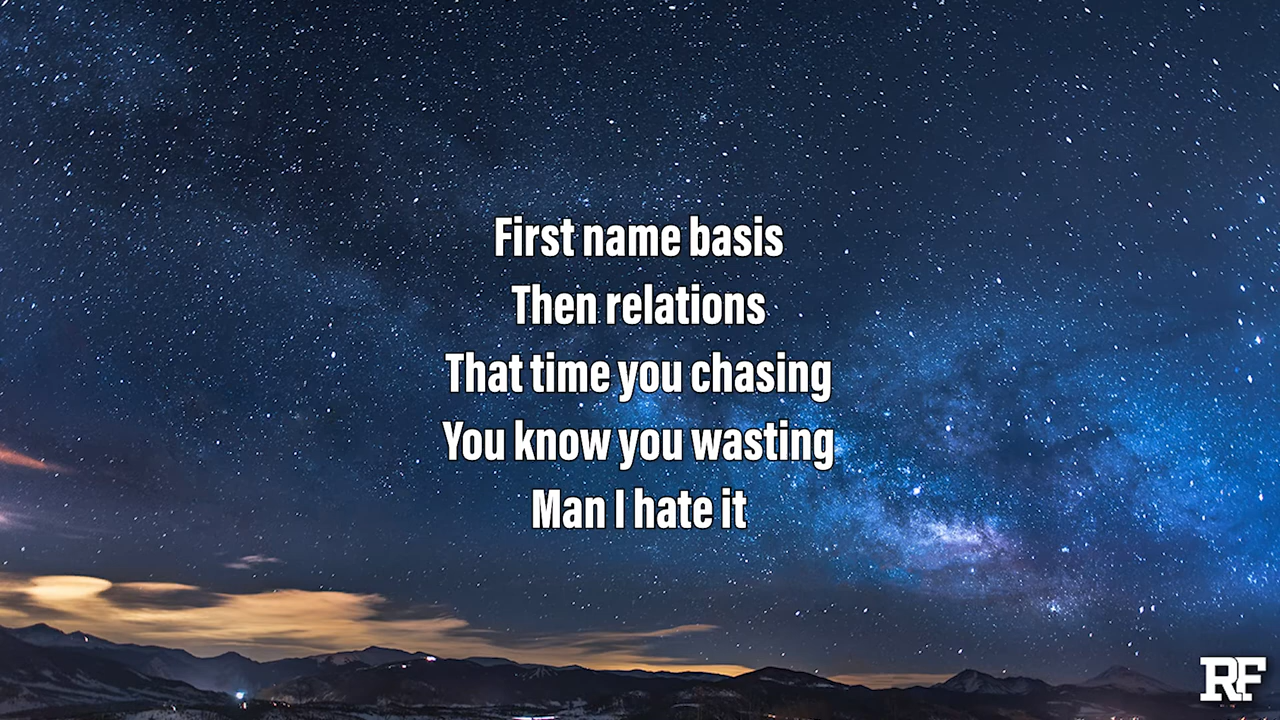 First name basis
Then relations
That time you chasing
You know you wasting
Man I hate it
RF